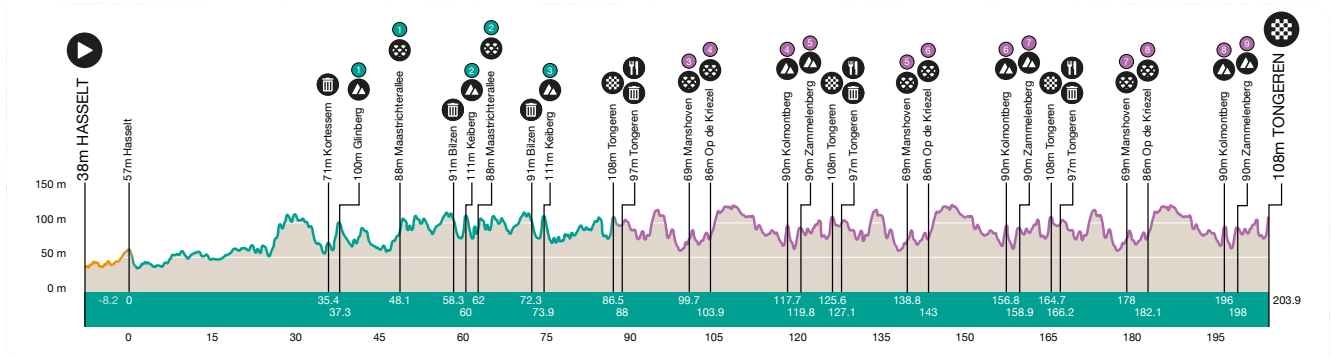 38m HASSELT
57m Hasselt
71m Kortessem
1
100m Ginberg
1
88m Maastrichterallee
91m Bilzen
2
111m Keiberg
2
88m Maastrichterallee
91m Bilzen
3
111m Keiberg
108m Tongeren
97m Tongeren
3
69m Manshoven
4
86m Op de Kriezel
4
90m Kolmontberg
5
90m Zammelenberg
108m Tongeren
97m Tongeren
5
69m Manshoven
6
86m Op de Kriezel
6
90m Kolmontberg
7
90m Zammelenberg
108m Tongeren
97m Tongeren
7
69m Manshoven
8
86m Op de Kriezel
8
90m Kolmontberg
9
90m Zammelenberg
108m TONGEREN
150 m
100 m
50 m
0 m
-8.2 0 35.4 48.1 58.3 62 72.3 86.5 99.7 117.7 125.6 138.8 156.8 164.7 178 196 203.9
37.3 60 73.9 88 103.9 119.8 127.1 143 158.9 166.2 182.1 198
0 15 30 45 60 75 90 105 120 135 150 165 180 195